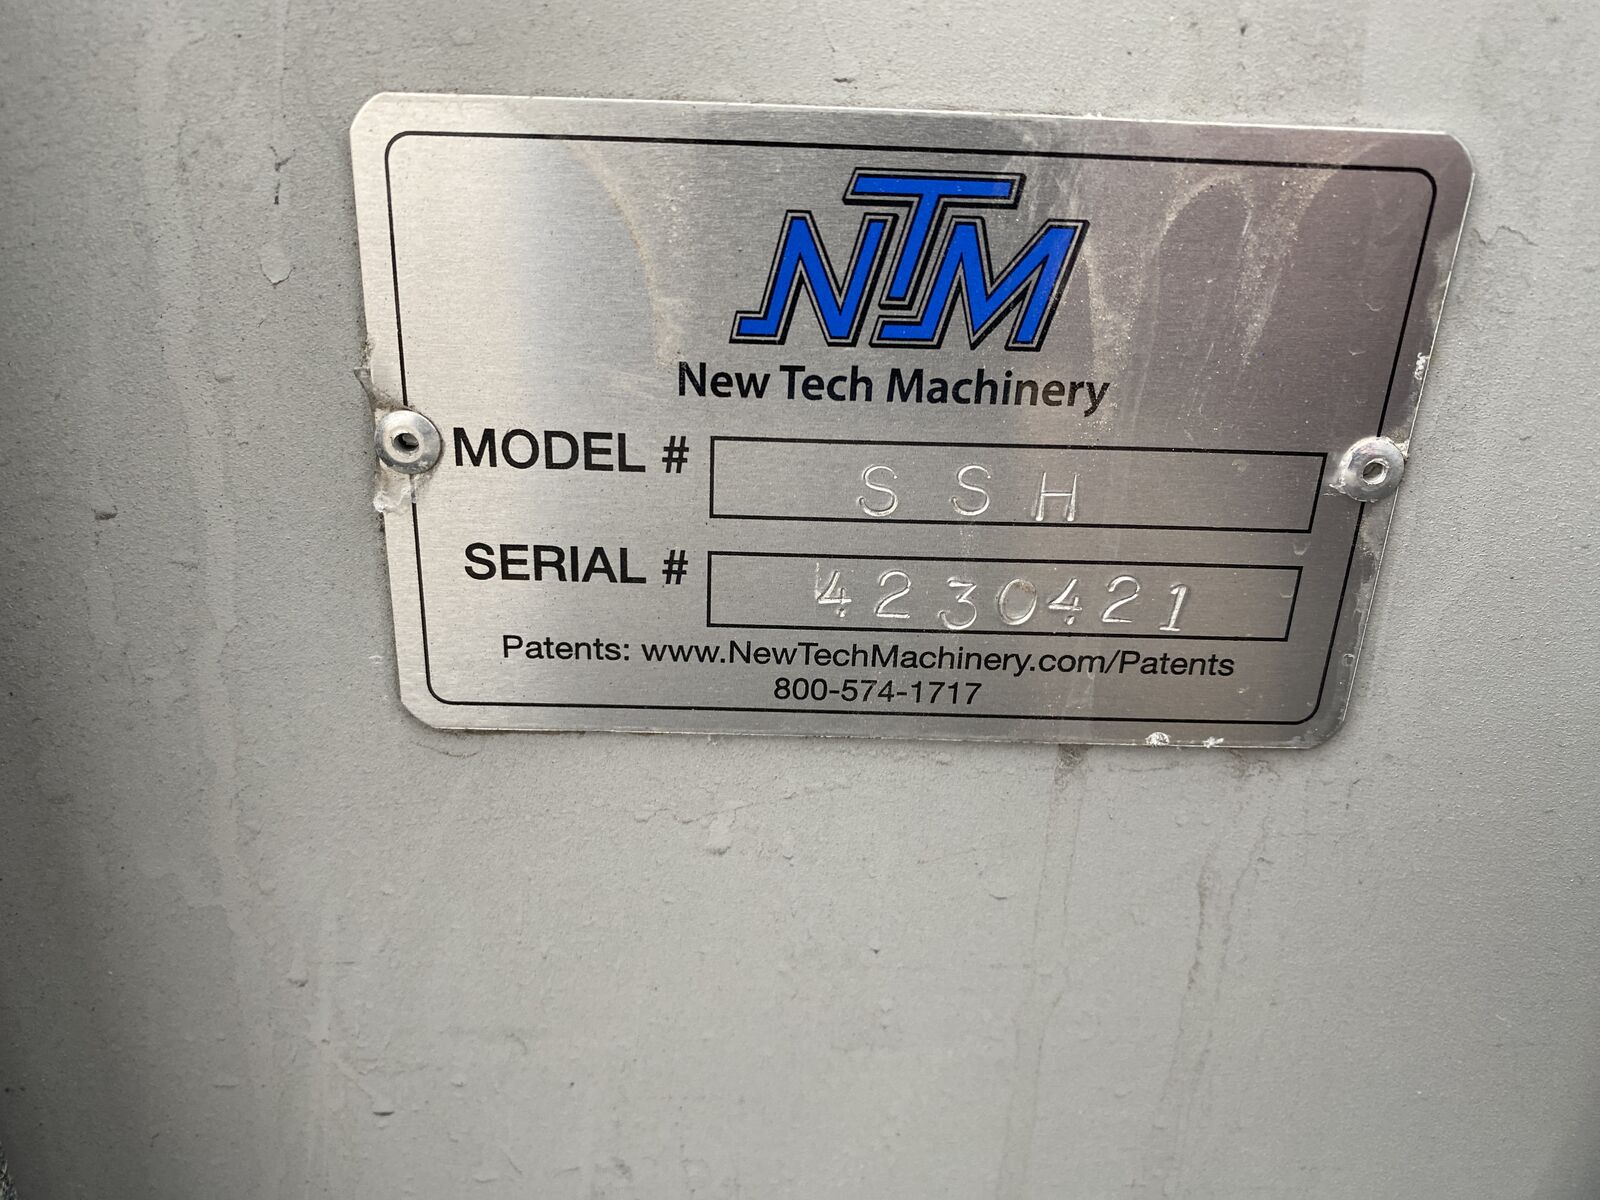 NTM
New Tech Machinery
MODEL # SSH
SERIAL # 4230421
Patents: www.NewTechMachinery.com/Patents
800-574-1717